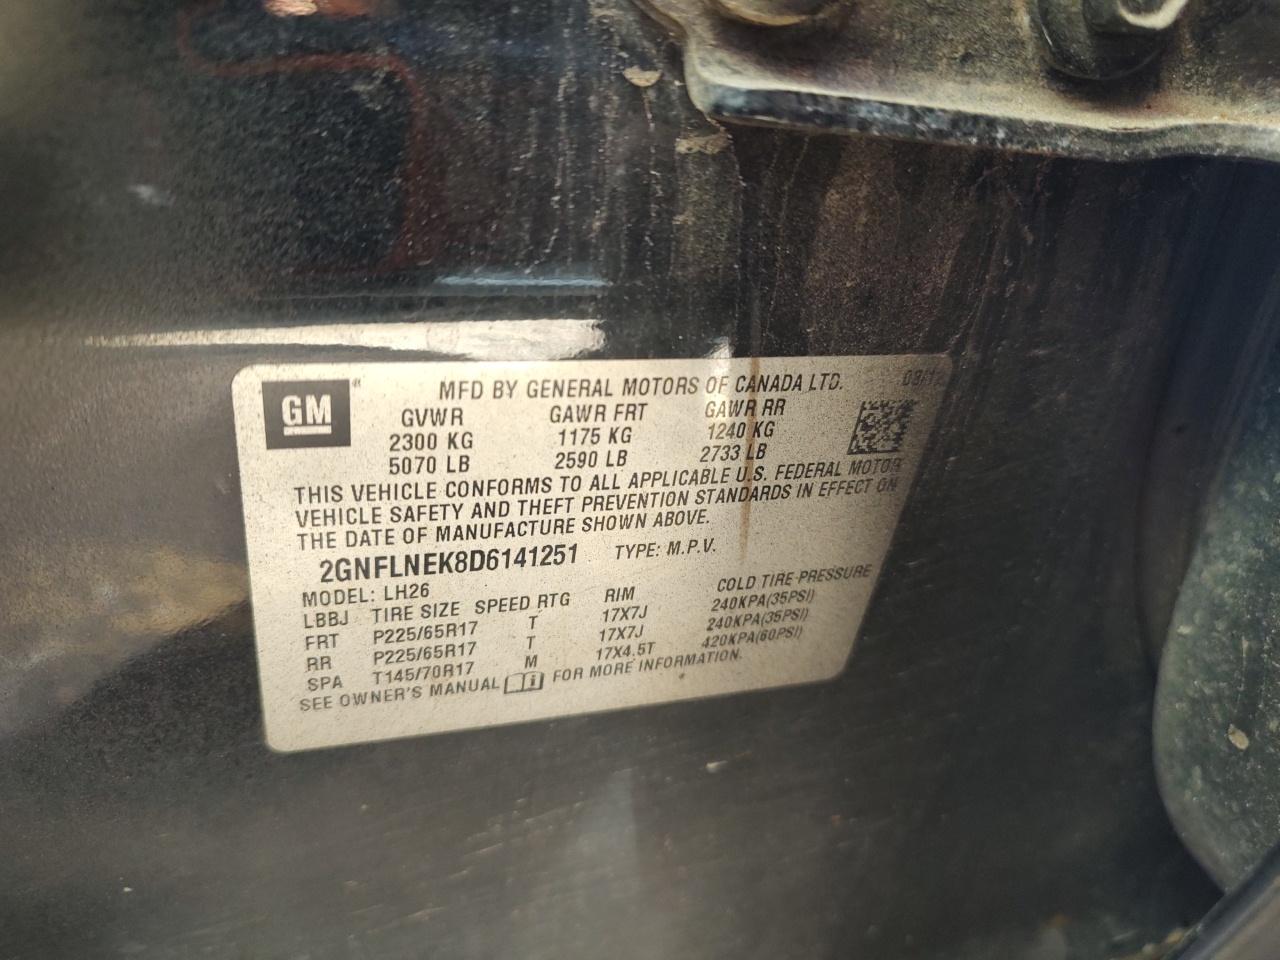 GM ® MFD BY GENERAL MOTORS OF CANADA LTD. 08/12
GVWR GAWR FRT GAWR RR
2300 KG 1175 KG 1240 KG
5070 LB 2590 LB 2733 LB
THIS VEHICLE CONFORMS TO ALL APPLICABLE U.S. FEDERAL MOTOR
VEHICLE SAFETY AND THEFT PREVENTION STANDARDS IN EFFECT ON
THE DATE OF MANUFACTURE SHOWN ABOVE.
2GNFLNEK8D6141251 TYPE: M.P.V.
MODEL: LH26
LBBJ TIRE SIZE SPEED RTG RIM COLD TIRE PRESSURE
FRT P225/65R17 T 17X7J 240KPA(35PSI)
RR P225/65R17 T 17X7J 240KPA(35PSI)
SPA T145/70R17 M 17X4.5T 420KPA(60PSI)
SEE OWNER'S MANUAL FOR MORE INFORMATION.